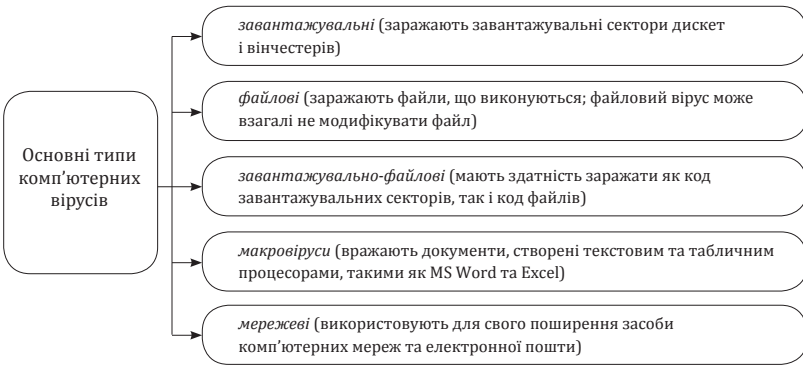 Основні типи
комп’ютерних
вірусів
завантажувальні (заражають завантажувальні сектори дискет
і вінчестерів)
файлові (заражають файли, що виконуються; файловий вірус може
взагалі не модифікувати файл)
завантажувально-файлові (мають здатність заражати як код
завантажувальних секторів, так і код файлів)
макровіруси (вражають документи, створені текстовим та табличним
процесорами, такими як MS Word та Excel)
мережеві (використовують для свого поширення засоби
комп’ютерних мереж та електронної пошти)